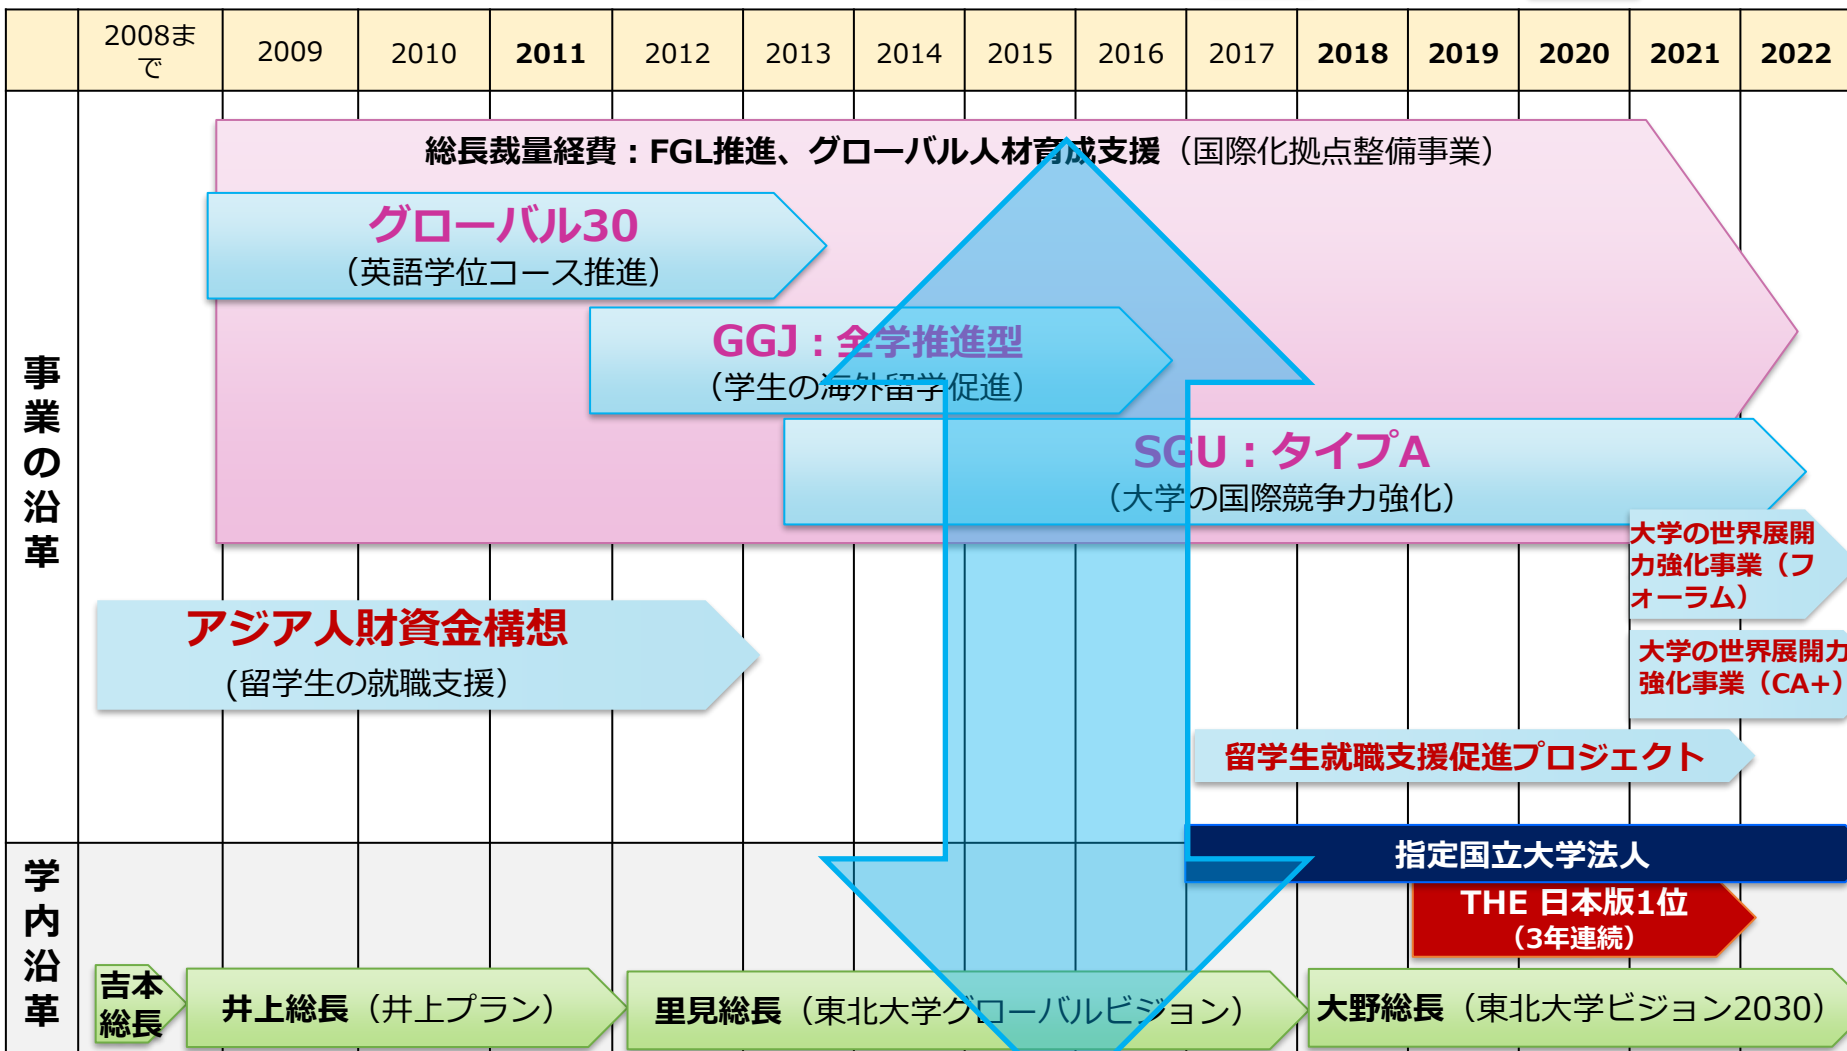 2008ま
で
2009
2010
2011
2012
2013
2014
2015
2016
2017
2018
2019
2020
2021
2022
事業の沿革
総長裁量経費：FGL推進、グローバル人材育成支援（国際化拠点整備事業）
グローバル30
（英語学位コース推進）
GGJ：全学推進型
（学生の海外留学促進）
SGU：タイプA
（大学の国際競争力強化）
大学の世界展開
力強化事業（フ
ォーラム）
アジア人財資金構想
(留学生の就職支援）
大学の世界展開力
強化事業（CA+）
留学生就職支援促進プロジェクト
学内沿革
指定国立大学法人
THE 日本版1位
（3年連続）
吉本
総長
井上総長（井上プラン）
里見総長（東北大学グローバルビジョン）
大野総長（東北大学ビジョン2030）